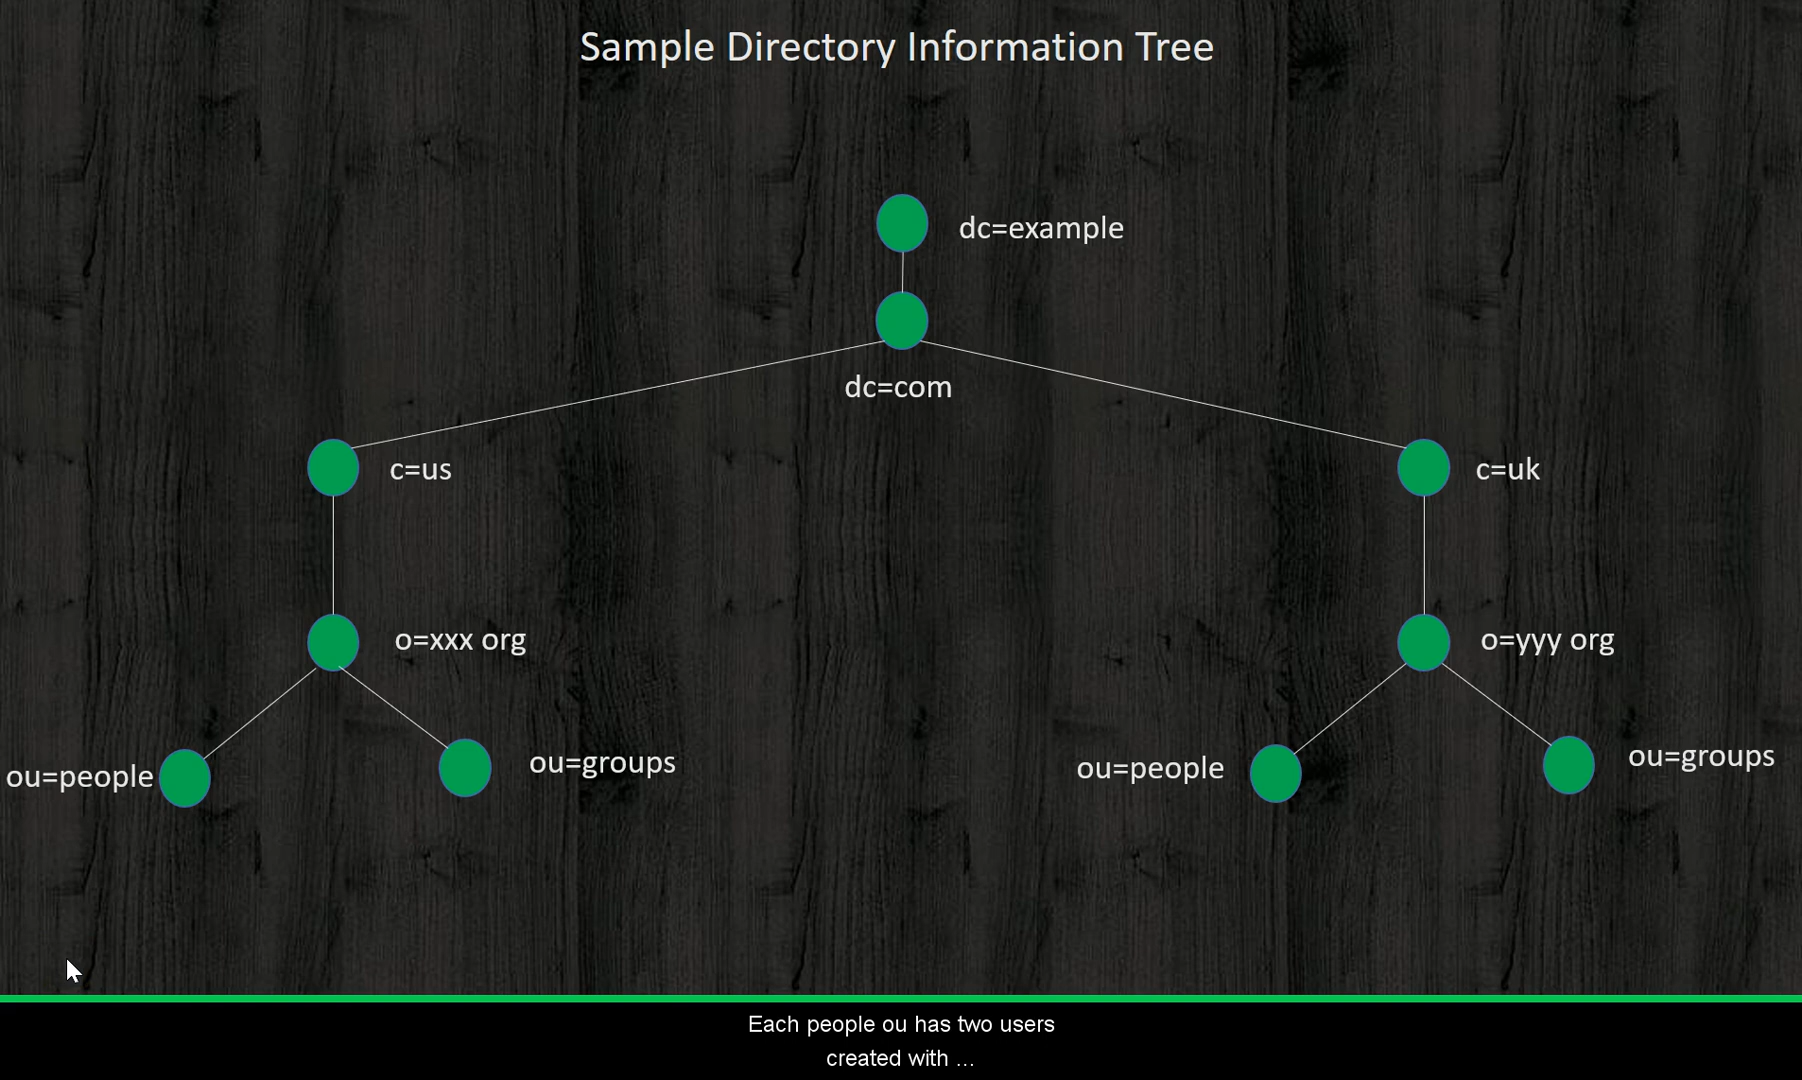 Sample Directory Information Tree
dc=example
dc=com
c=us
c=uk
o=xxx org
o=yyy org
ou=people
ou=groups
ou=people
ou=groups
Each people ou has two users
created with ...